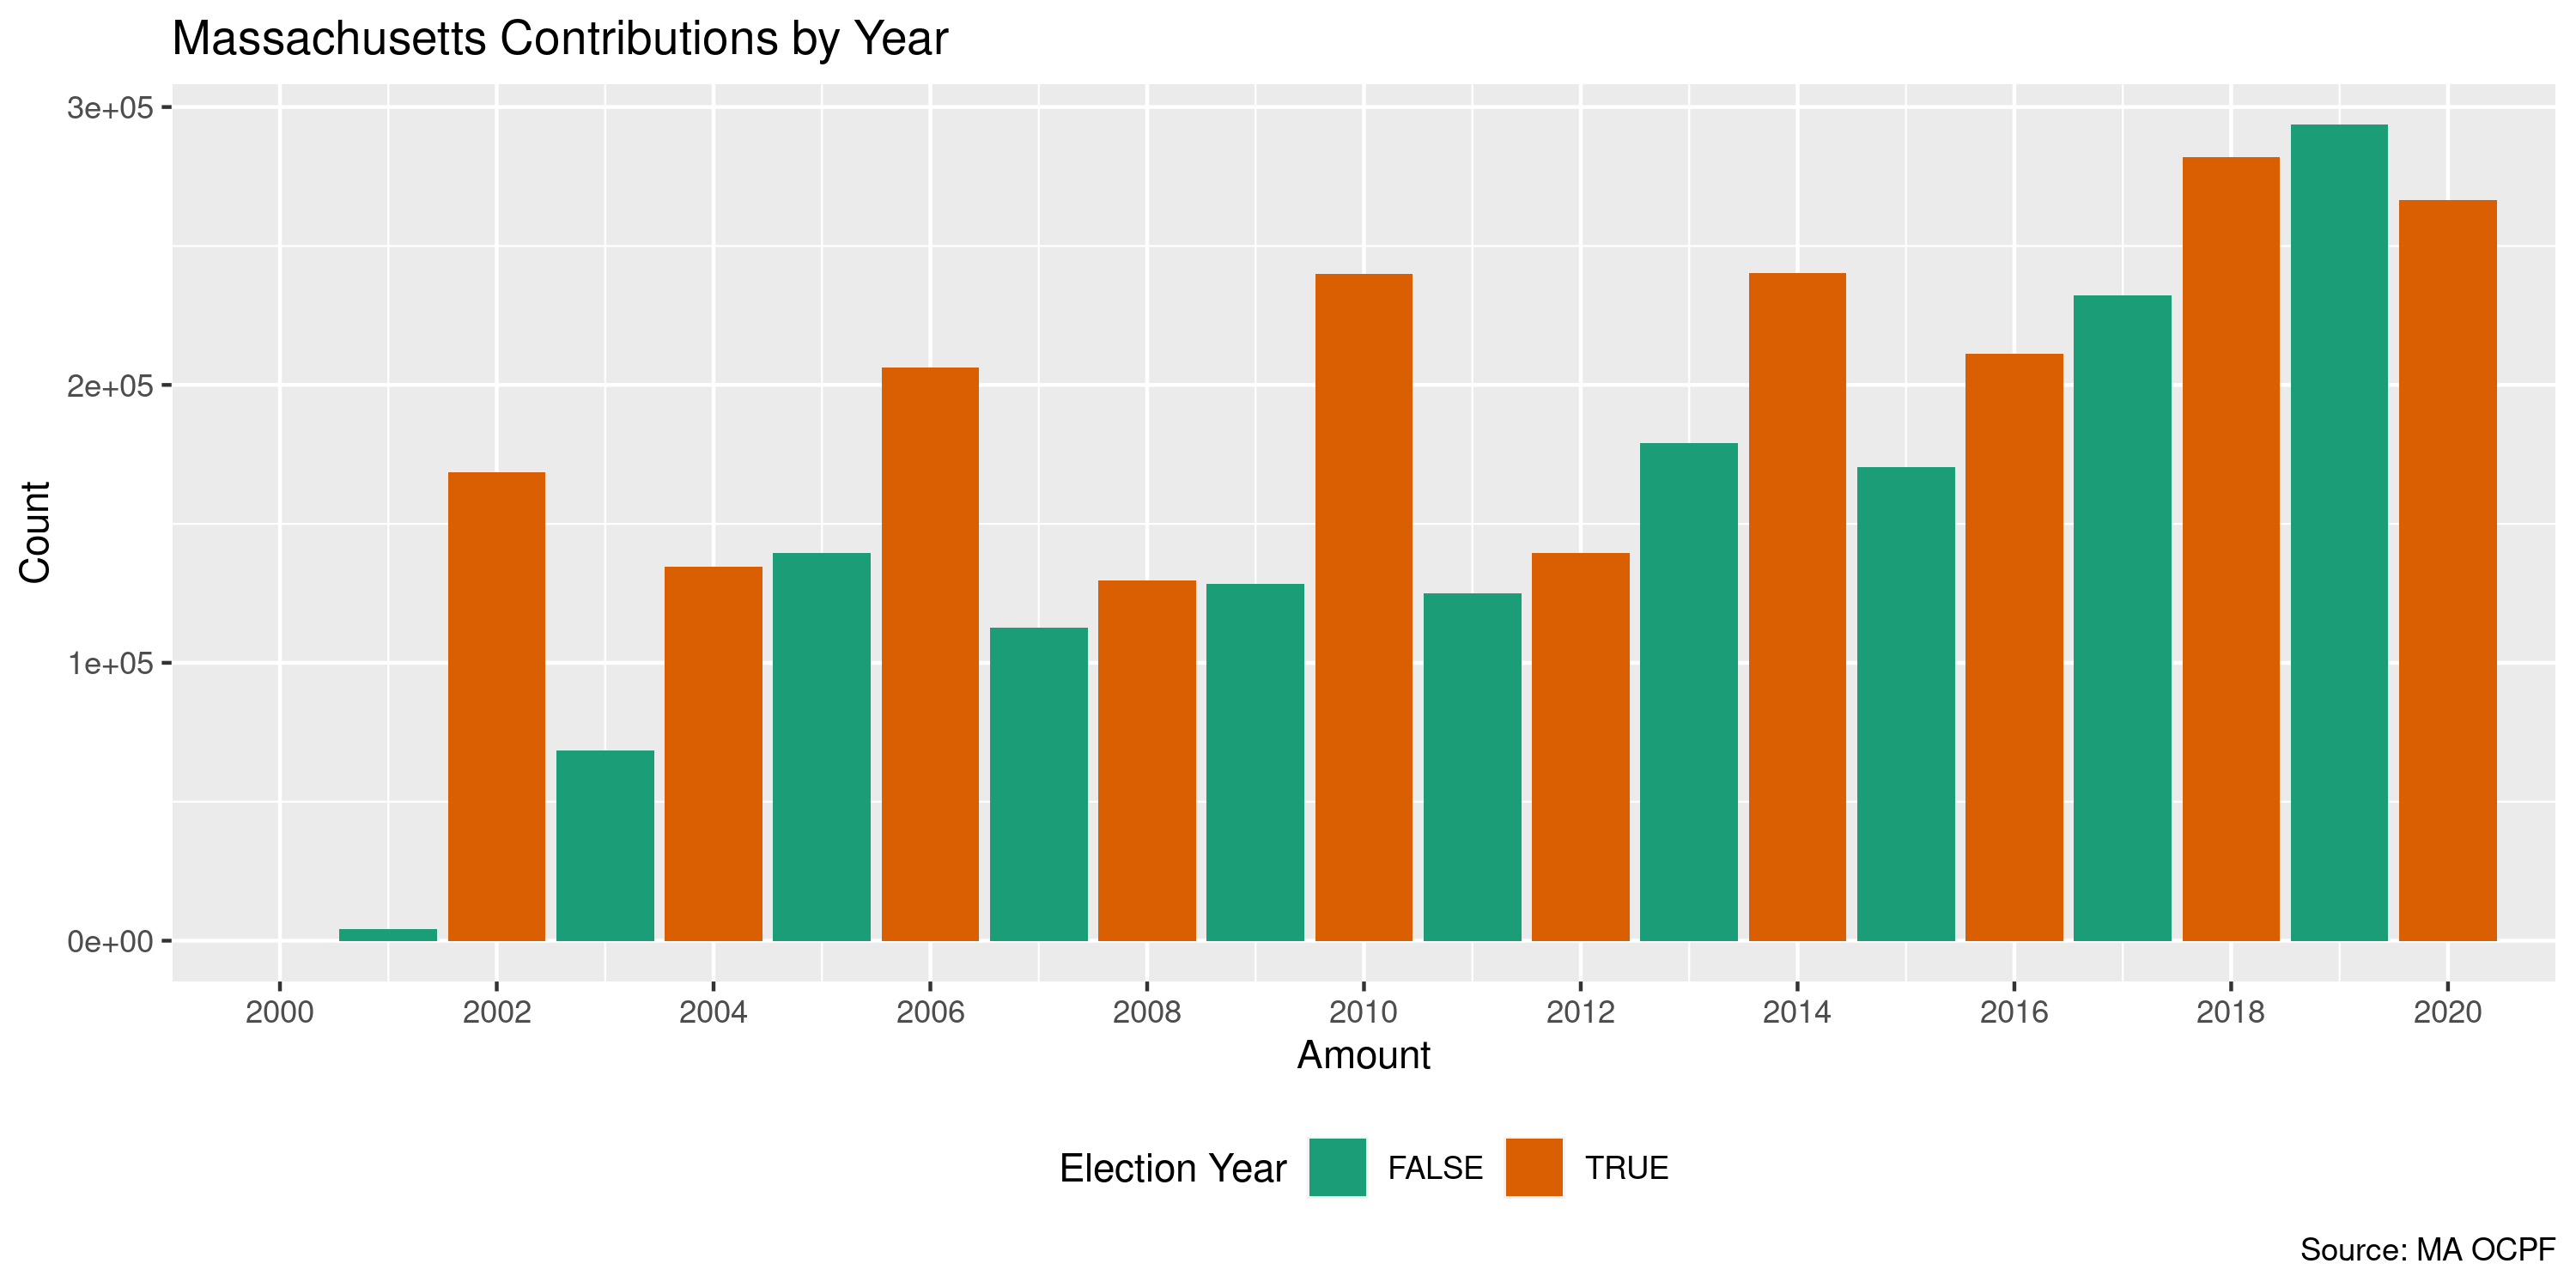 Massachusetts Contributions by Year
3e+05
2e+05
1e+05
0e+00
Count
2000 2002 2004 2006 2008 2010 2012 2014 2016 2018 2020
Amount
Election Year FALSE TRUE
Source: MA OCPF